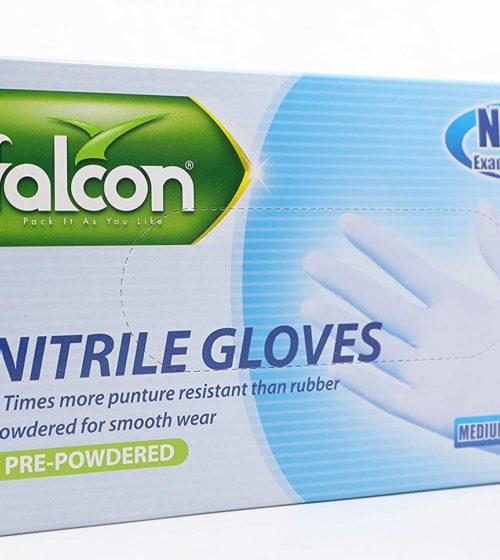 falcon®
Pack It As You Like
NITRILE GLOVES
Times more punture resistant than rubber
owdered for smooth wear
PRE-POWDERED
MEDIUM